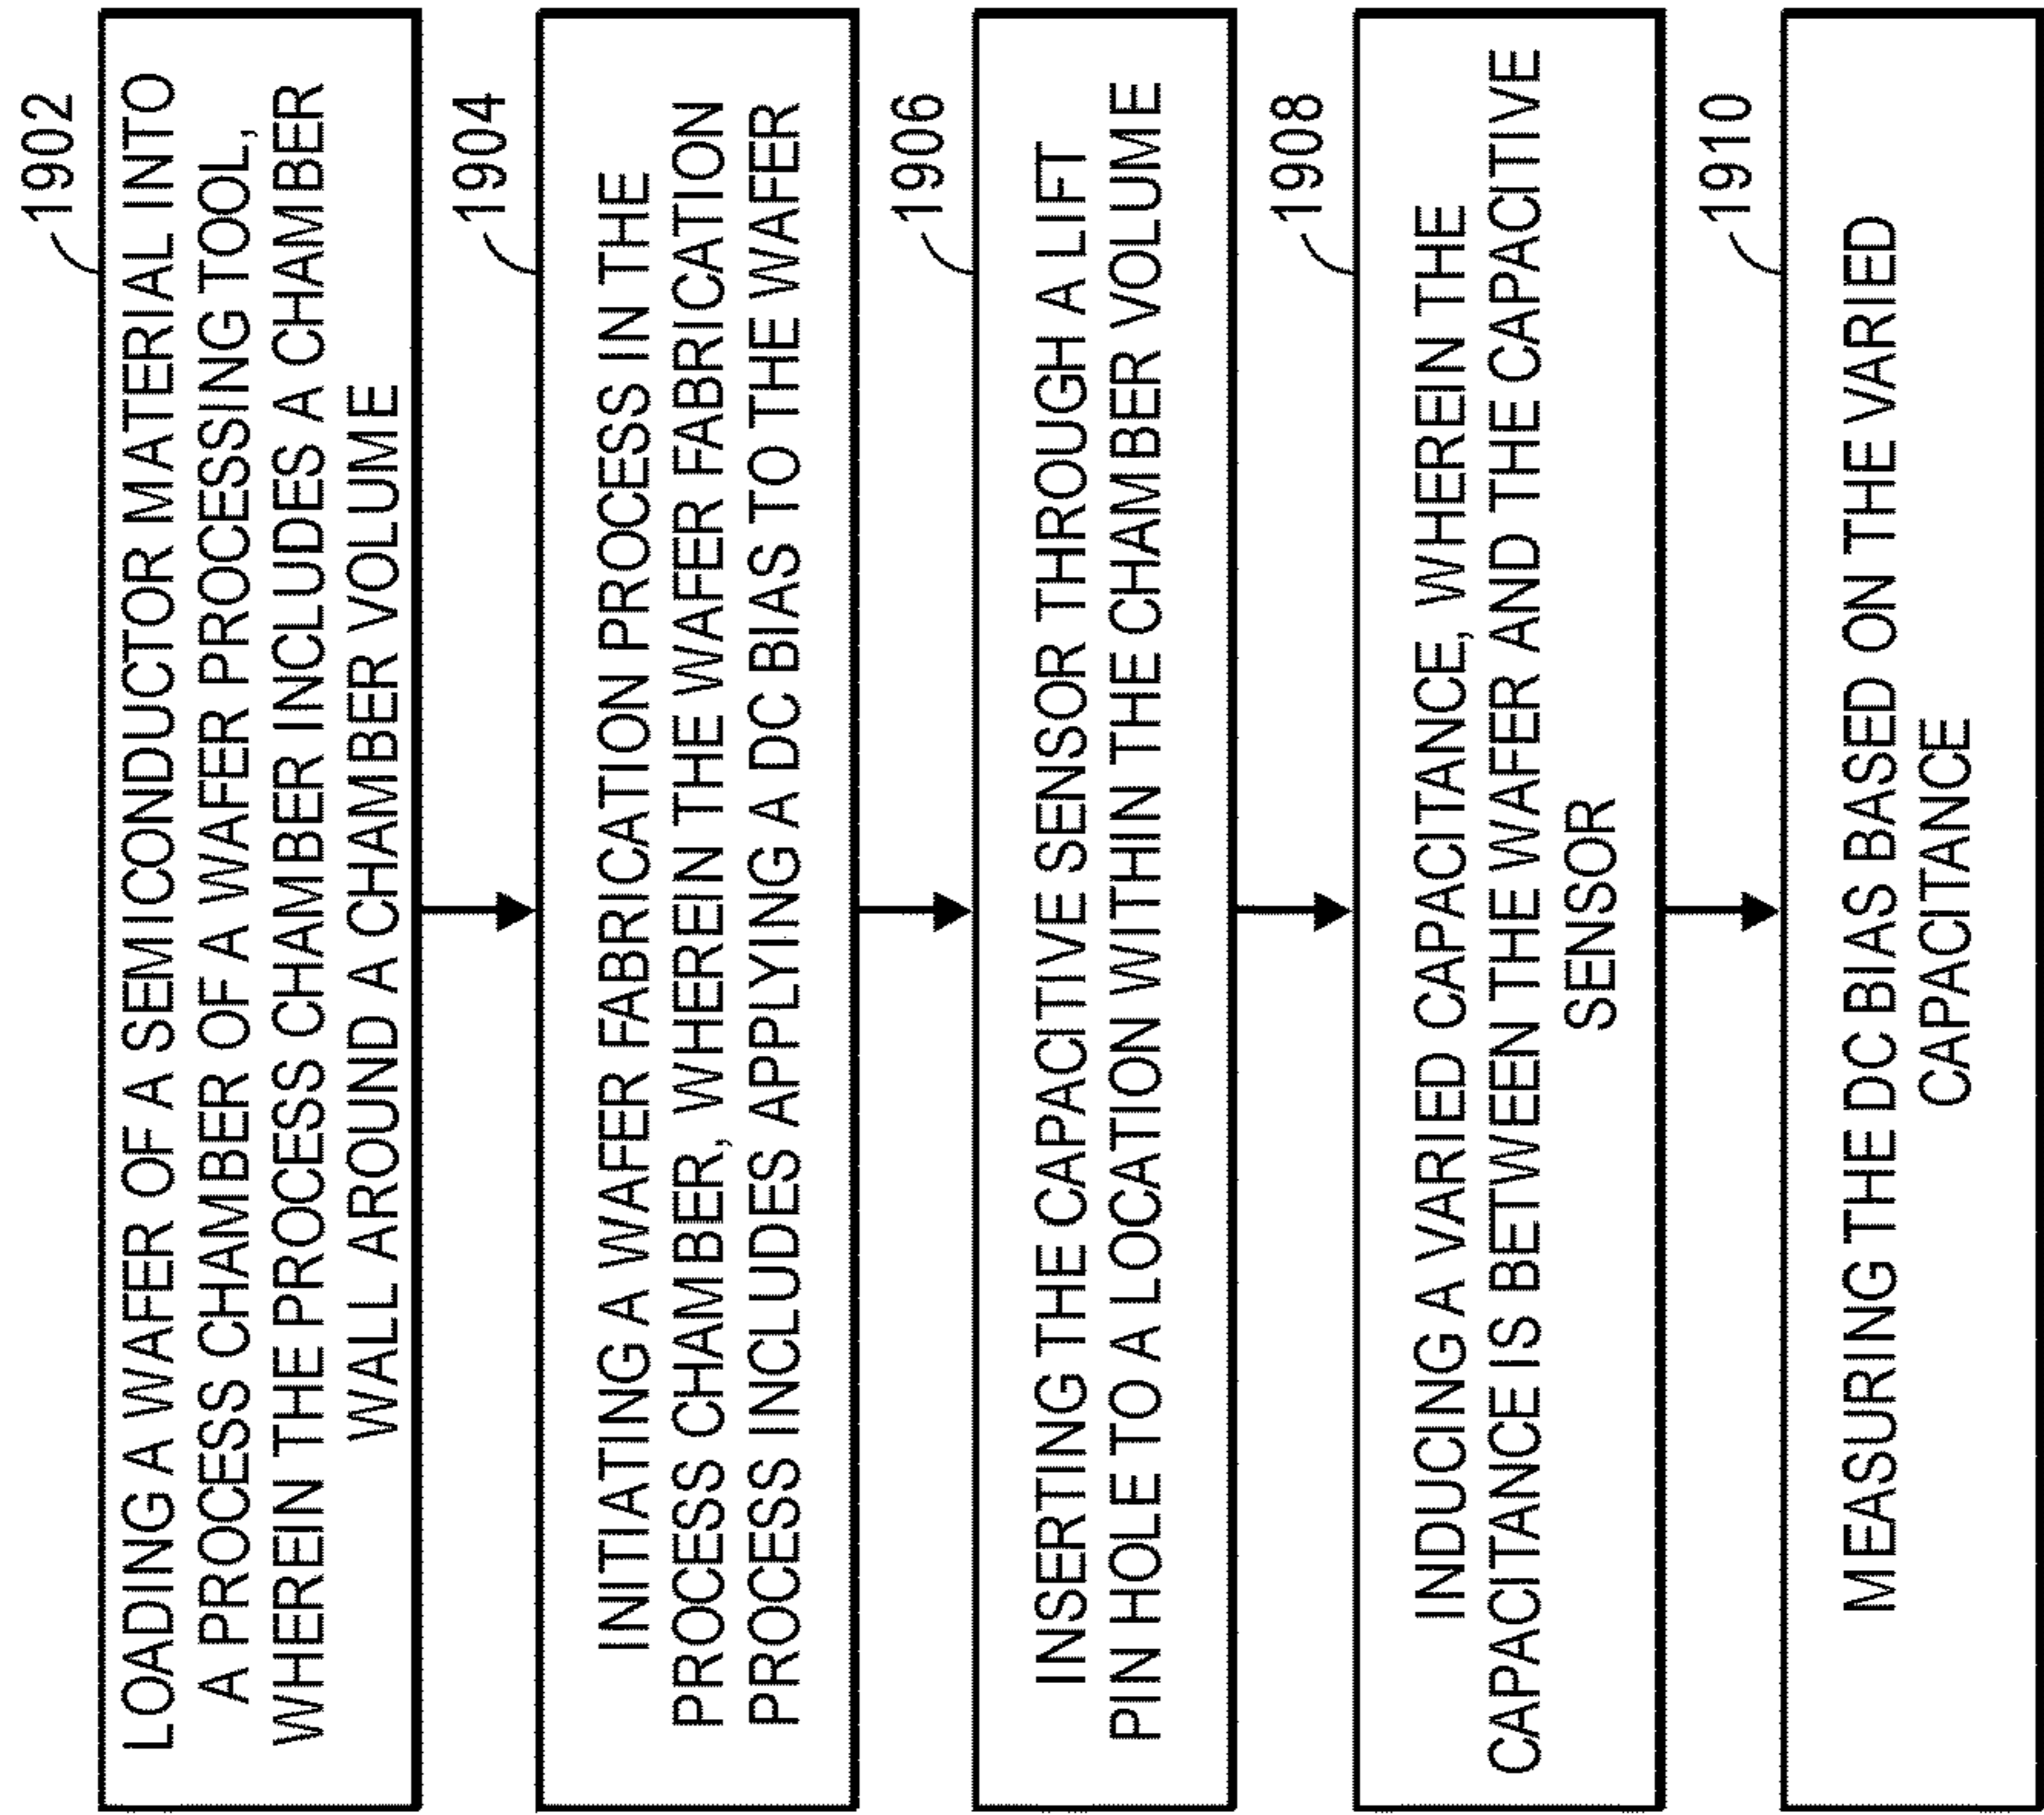 1902
LOADING A WAFER OF A SEMICONDUCTOR MATERIAL INTO
A PROCESS CHAMBER OF A WAFER PROCESSING TOOL,
WHEREIN THE PROCESS CHAMBER INCLUDES A CHAMBER
WALL AROUND A CHAMBER VOLUME
1904
INITIATING A WAFER FABRICATION PROCESS IN THE
PROCESS CHAMBER, WHEREIN THE WAFER FABRICATION
PROCESS INCLUDES APPLYING A DC BIAS TO THE WAFER
1906
INSERTING THE CAPACITIVE SENSOR THROUGH A LIFT
PIN HOLE TO A LOCATION WITHIN THE CHAMBER VOLUME
1908
INDUCING A VARIED CAPACITANCE, WHEREIN THE
CAPACITANCE IS BETWEEN THE WAFER AND THE CAPACITIVE
SENSOR
1910
MEASURING THE DC BIAS BASED ON THE VARIED
CAPACITANCE